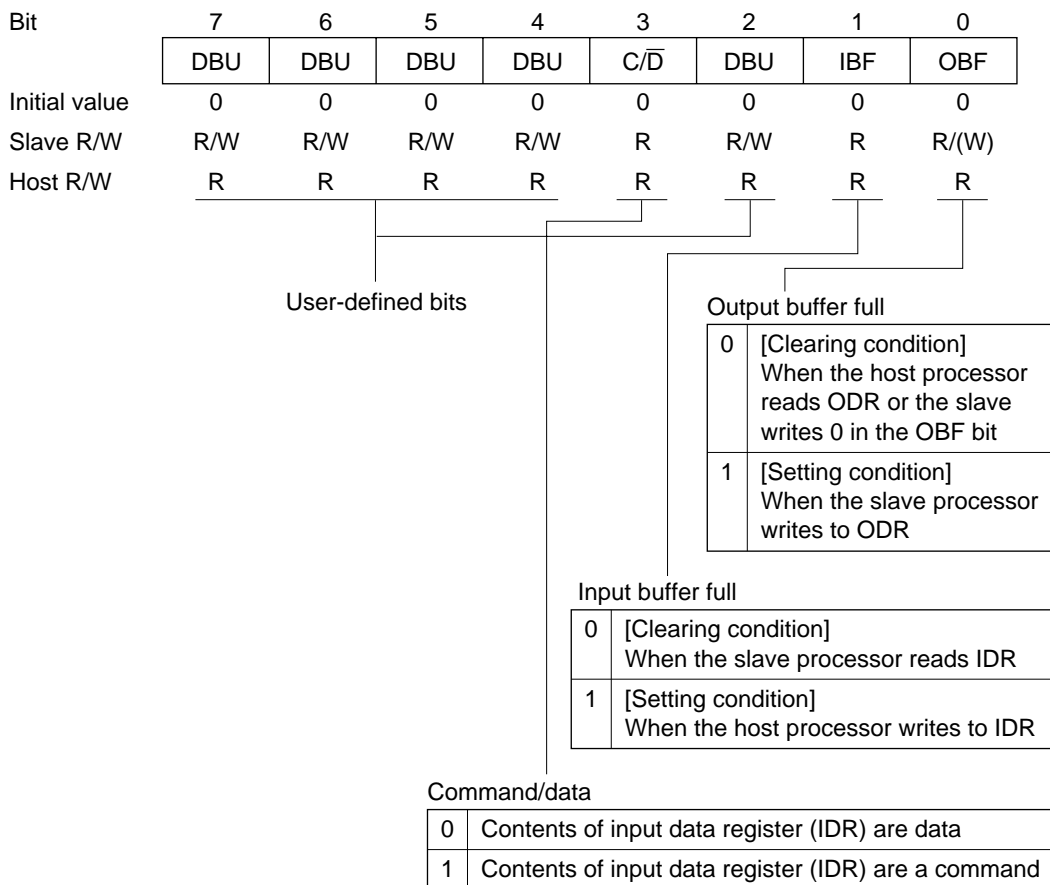 Bit 7 6 5 4 3 2 1 0
DBU DBU DBU DBU C/D̅ DBU IBF OBF
Initial value 0 0 0 0 0 0 0 0
Slave R/W R/W R/W R/W R/W R R/W R R/(W)
Host R/W R R R R R R R R
User-defined bits
Output buffer full
0 [Clearing condition]
When the host processor
reads ODR or the slave
writes 0 in the OBF bit
1 [Setting condition]
When the slave processor
writes to ODR
Input buffer full
0 [Clearing condition]
When the slave processor reads IDR
1 [Setting condition]
When the host processor writes to IDR
Command/data
0 Contents of input data register (IDR) are data
1 Contents of input data register (IDR) are a command